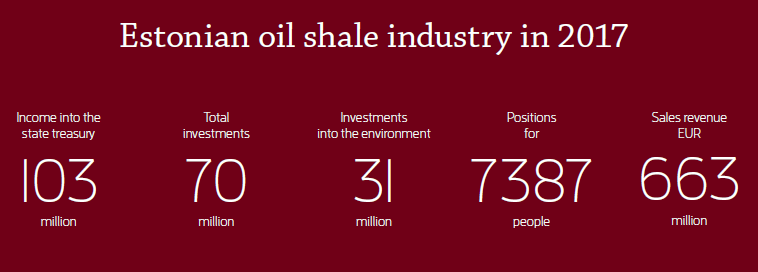 Estonian oil shale industry in 2017
Income into the
state treasury
103
million
Total
investments
70
million
Investments
into the environment
31
million
Positions
for
7387
people
Sales revenue
EUR
663
million